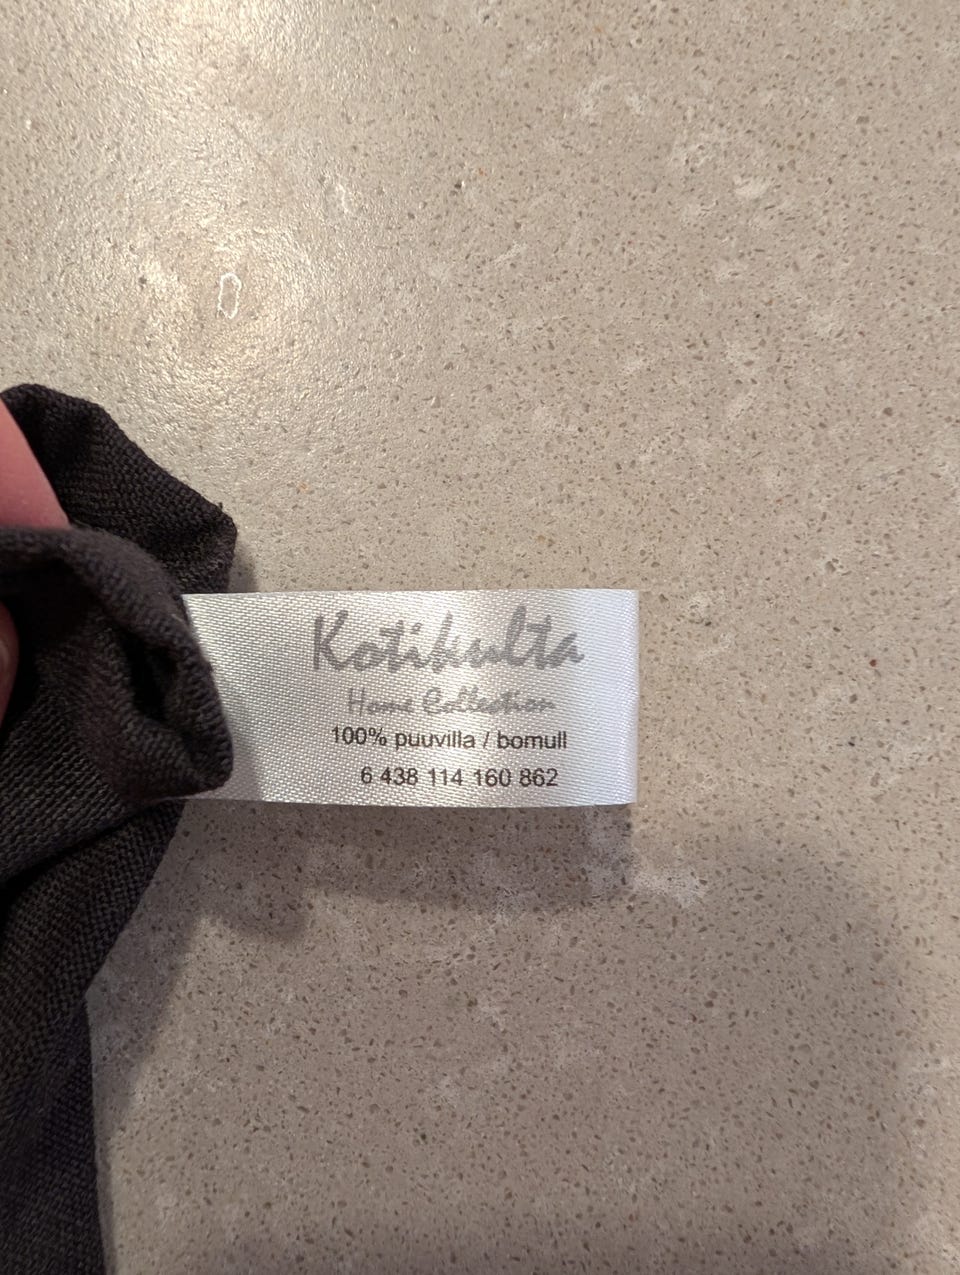 Kotikulta
Home Collection
100% puuvilla / bomull
6 438 114 160 862